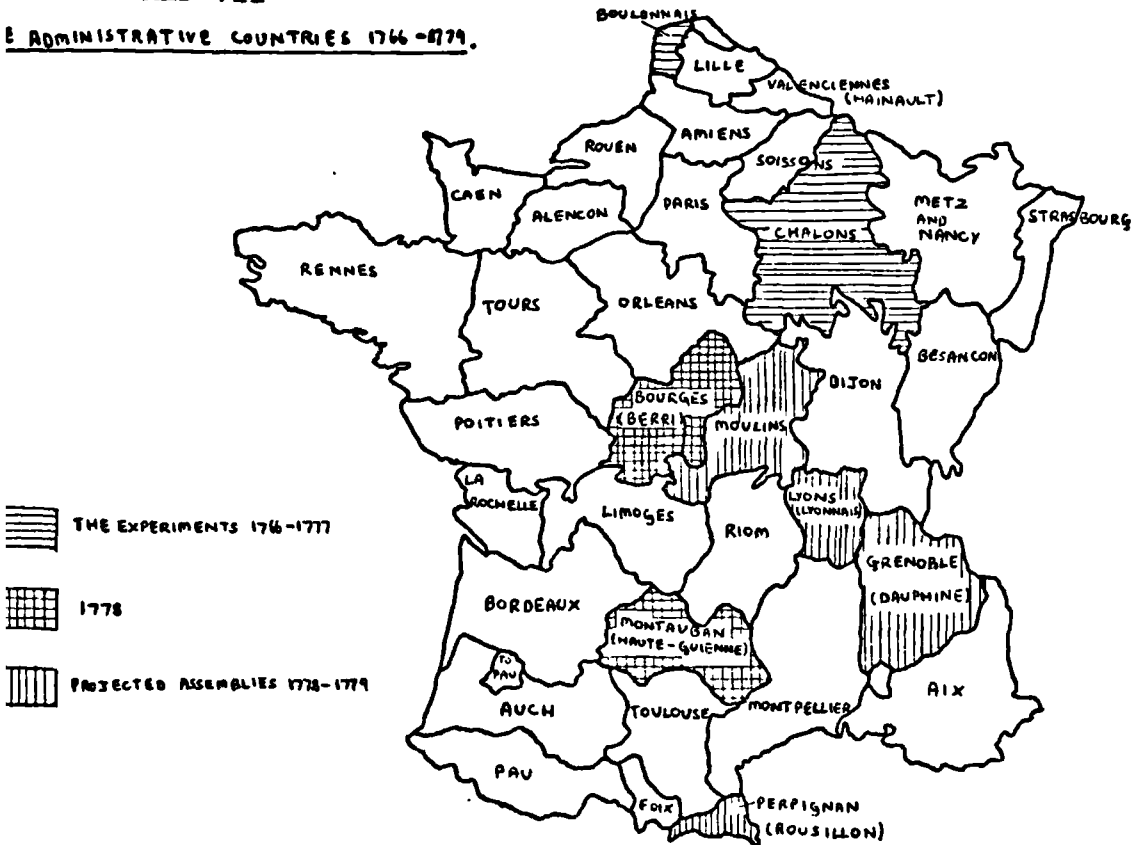 E ADMINISTRATIVE COUNTRIES 1766-1779.
BOULONNAIS
LILLE
VALENCIENNES
(HAINAULT)
AMIENS
ROUEN
SOISSONS
CAEN
ALENCON
PARIS
CHALONS
METZ
AND
NANCY
STRASBOURG
RENNES
TOURS
ORLEANS
BESANCON
BIJON
BOURGES
(BERRI)
MOULINS
POITIERS
LA
ROCHELLE
LIMOGES
RIOM
LYONS
(LYONNAIS)
GRENOBLE
(DAUPHINE)
THE EXPERIMENTS 1766-1777
1778
PROJECTED ASSEMBLIES 1778-1779
BORDEAUX
MONTAUBAN
(HAUTE-GUIENNE)
TO
PAU
AUCH
TOULOUSE
MONTPELLIER
AIX
PAU
FOIX
PERPIGNAN
(ROUSILLON)